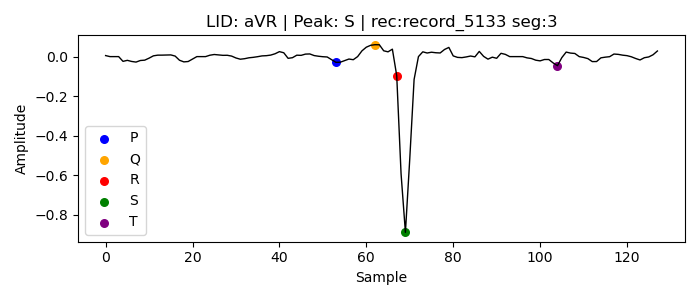 LID: aVR | Peak: S | rec:record_5133 seg:3
Amplitude
0.0
−0.2
−0.4
−0.6
−0.8
P
Q
R
S
T
0 20 40 60 80 100 120
Sample